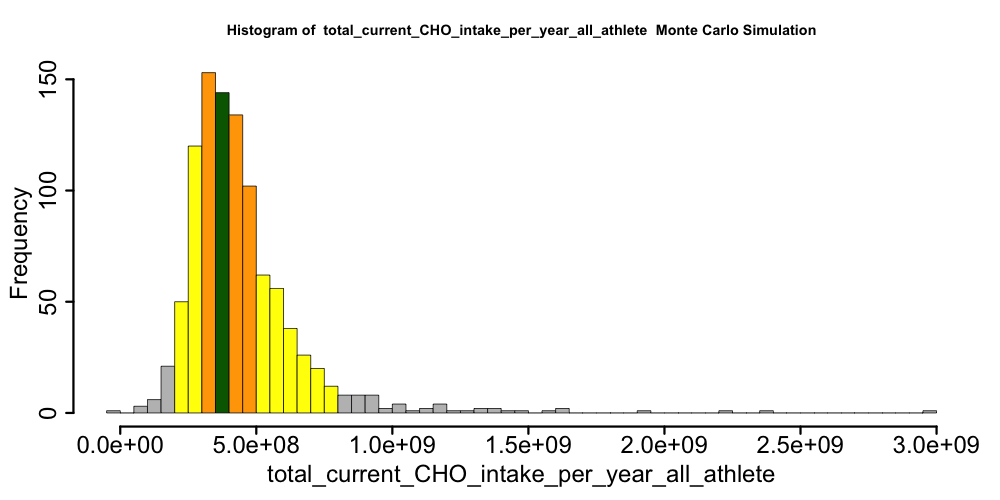 Histogram of  total_current_CHO_intake_per_year_all_athlete  Monte Carlo Simulation
150
100
50
0
Frequency
0.0e+00 5.0e+08 1.0e+09 1.5e+09 2.0e+09 2.5e+09 3.0e+09
total_current_CHO_intake_per_year_all_athlete